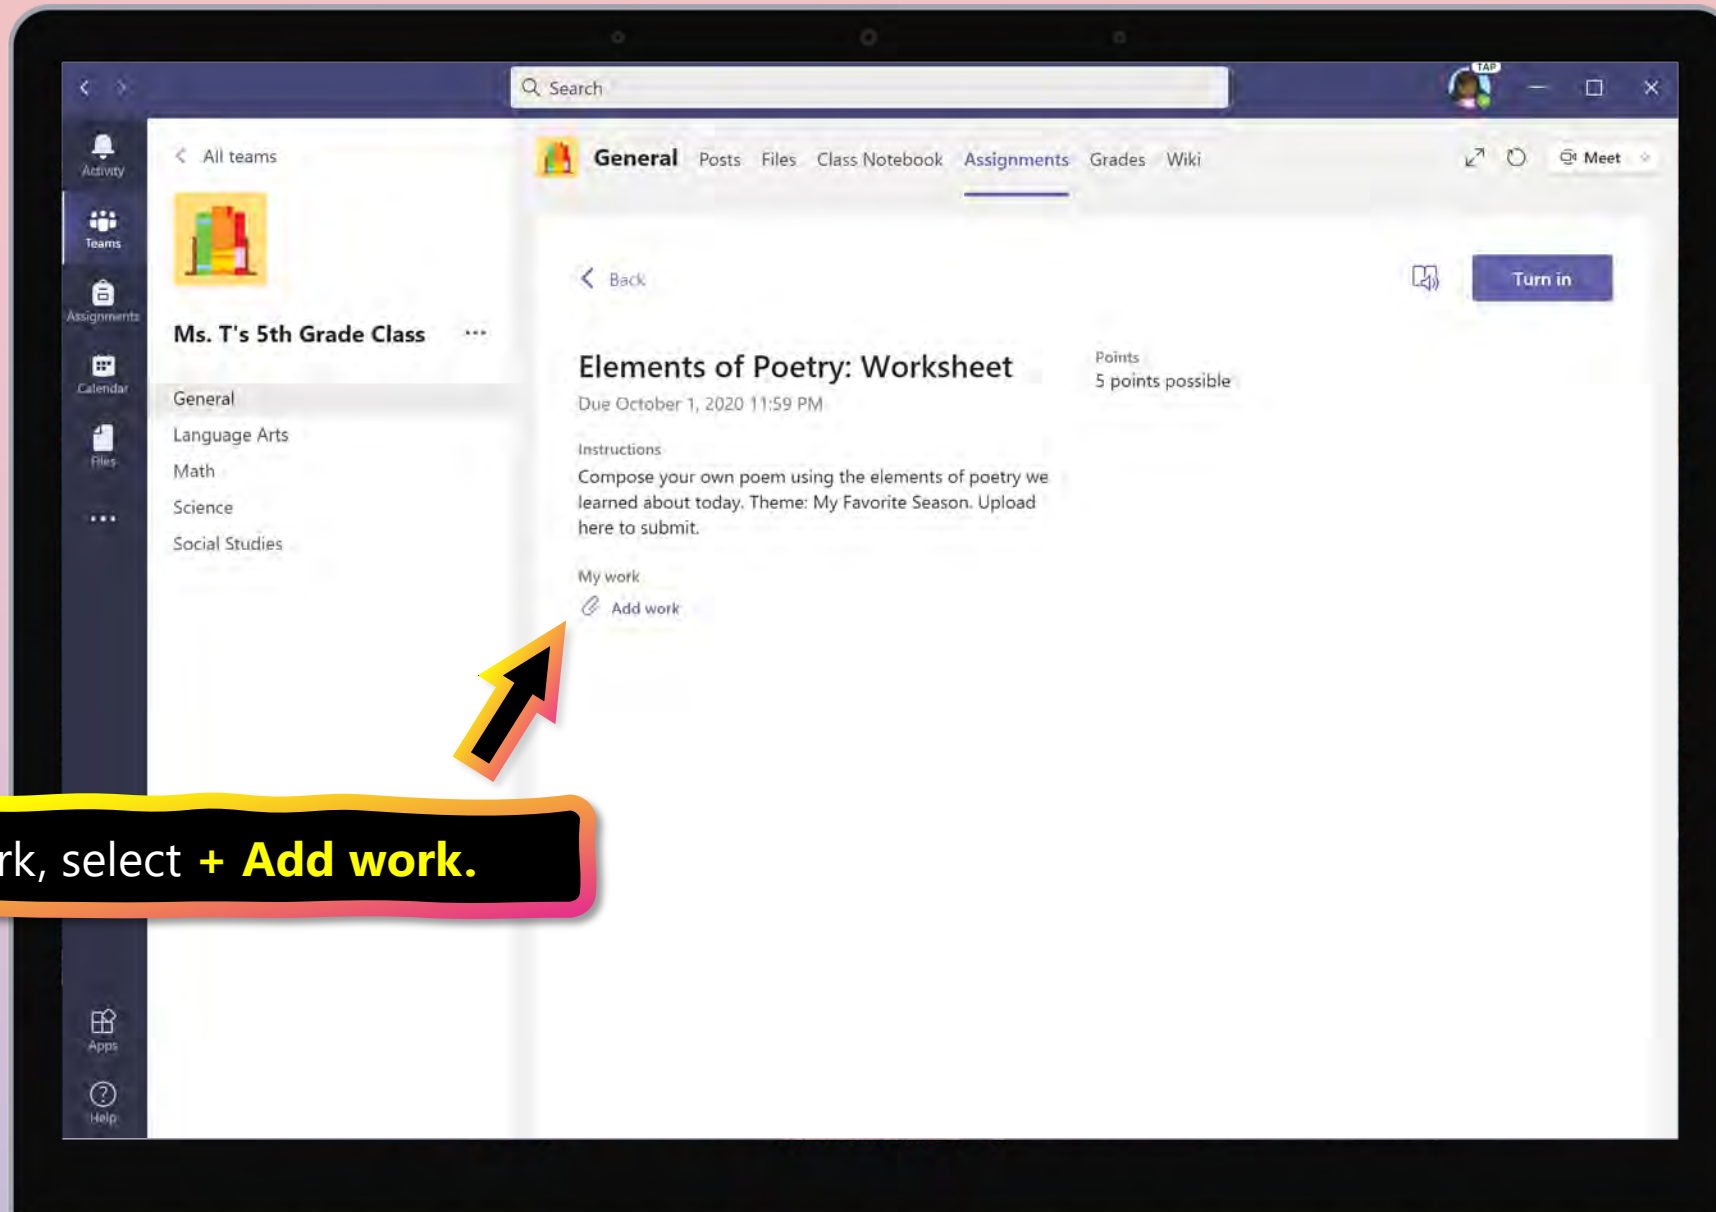 Search
TAP
Activity
Teams
Assignments
Calendar
Files
Apps
Help
All teams
Ms. T's 5th Grade Class
General
Language Arts
Math
Science
Social Studies
General Posts Files Class Notebook Assignments Grades Wiki
Meet
Back
Turn in
Elements of Poetry: Worksheet
Due October 1, 2020 11:59 PM
Points
5 points possible
Instructions
Compose your own poem using the elements of poetry we
learned about today. Theme: My Favorite Season. Upload
here to submit.
My work
Add work
rk, select + Add work.